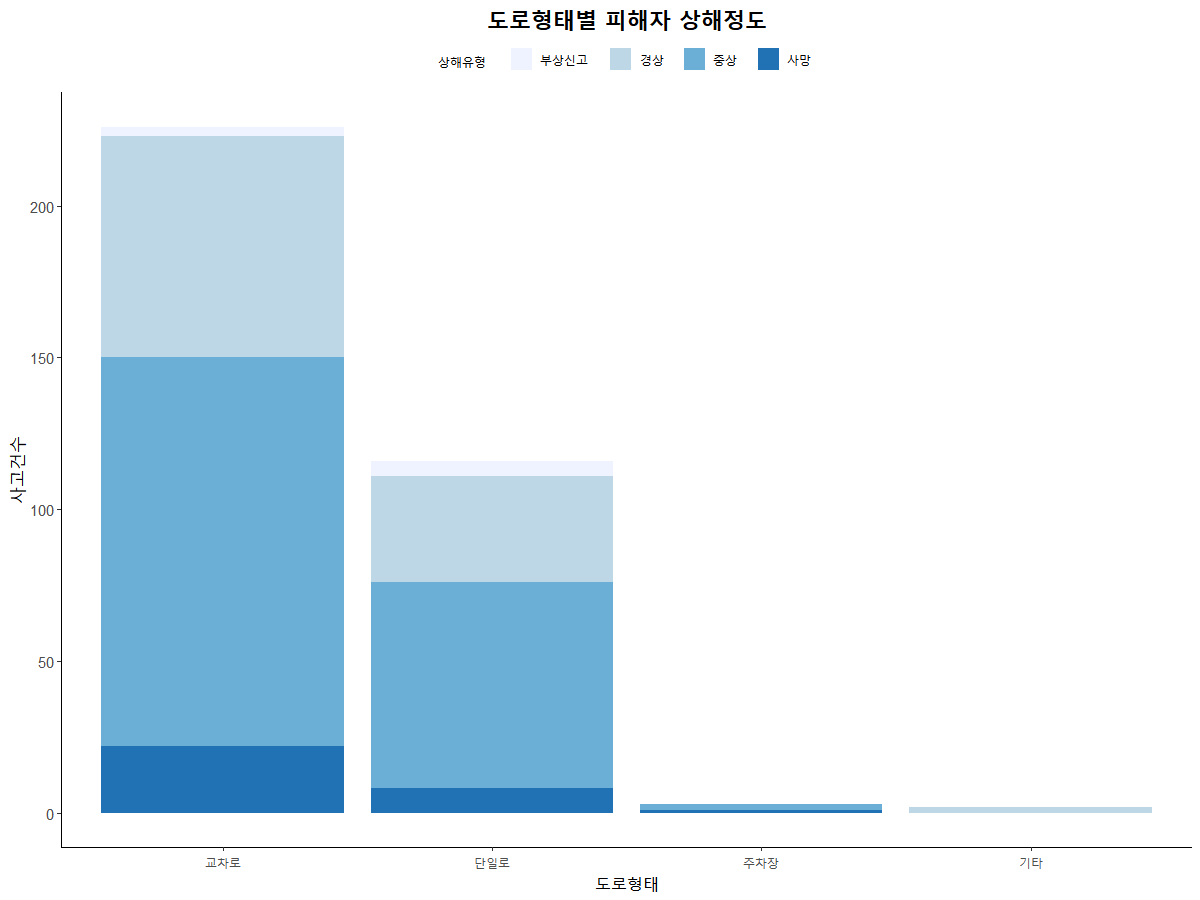 도로형태별 피해자 상해정도
상해유형 부상신고 경상 중상 사망
사고건수
200
150
100
50
0
교차로 단일로 주차장 기타
도로형태